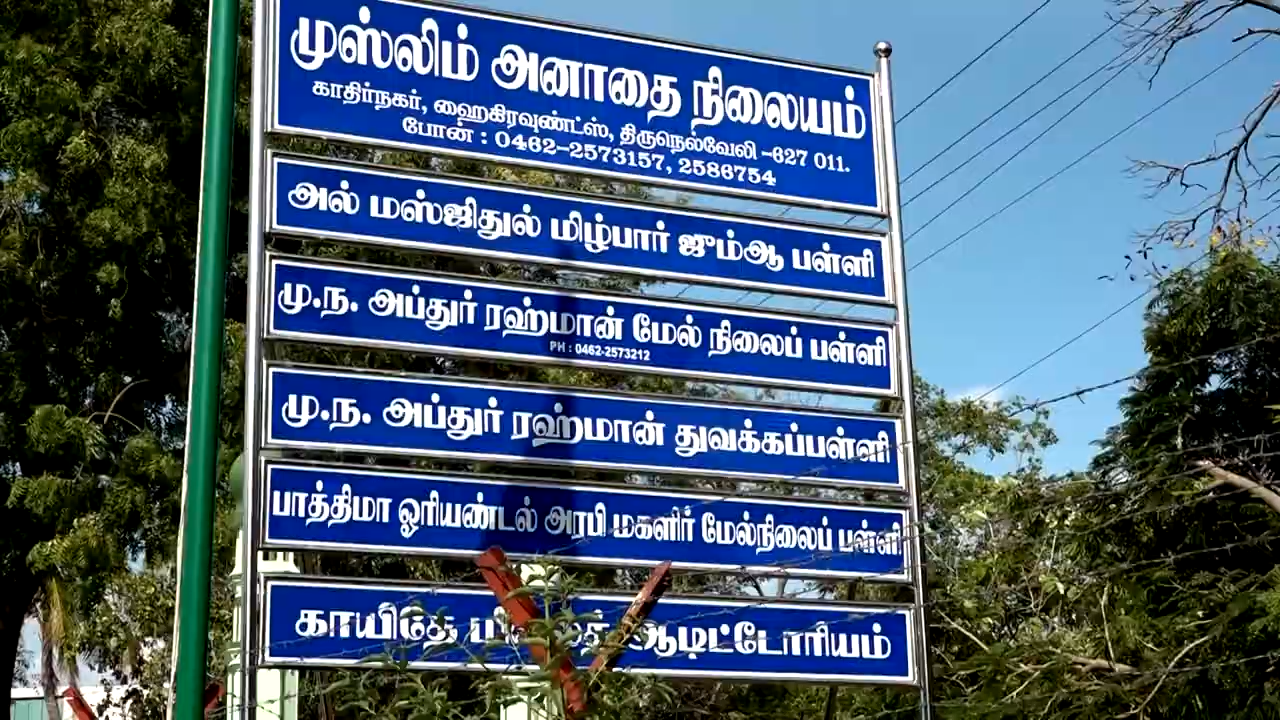 முஸ்லிம் அனாதை நிலையம்
காதிர்நகர், ஹைகிரவுண்ட்ஸ், திருநெல்வேலி -627 011.
போன் : 0462-2573157, 2586754
அல் மஸ்ஜிதுல் மிழ்பார் ஜும்ஆ பள்ளி
மு.ந. அப்துர் ரஹ்மான் மேல் நிலைப் பள்ளி
PH : 0462-2573212
மு.ந. அப்துர் ரஹ்மான் துவக்கப்பள்ளி
பாத்திமா ஓரியண்டல் அரபி மகளிர் மேல்நிலைப் பள்ளி
காயிதே ஆடிட்டோரியம்